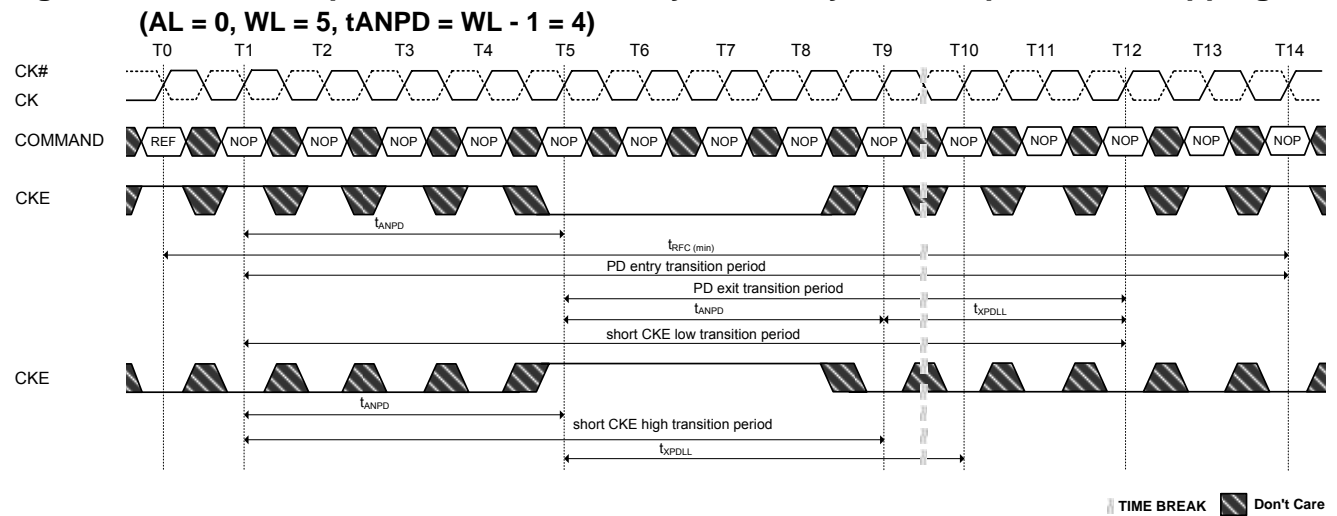 (AL = 0, WL = 5, tANPD = WL - 1 = 4)
T0 T1 T2 T3 T4 T5 T6 T7 T8 T9 T10 T11 T12 T13 T14
CK#
CK
COMMAND REF NOP NOP NOP NOP NOP NOP NOP NOP NOP NOP NOP NOP NOP NOP
CKE
tANPD
tRFC (min)
PD entry transition period
PD exit transition period
tANPD tXPDLL
short CKE low transition period
CKE
tANPD
short CKE high transition period
tXPDLL
TIME BREAK Don't Care